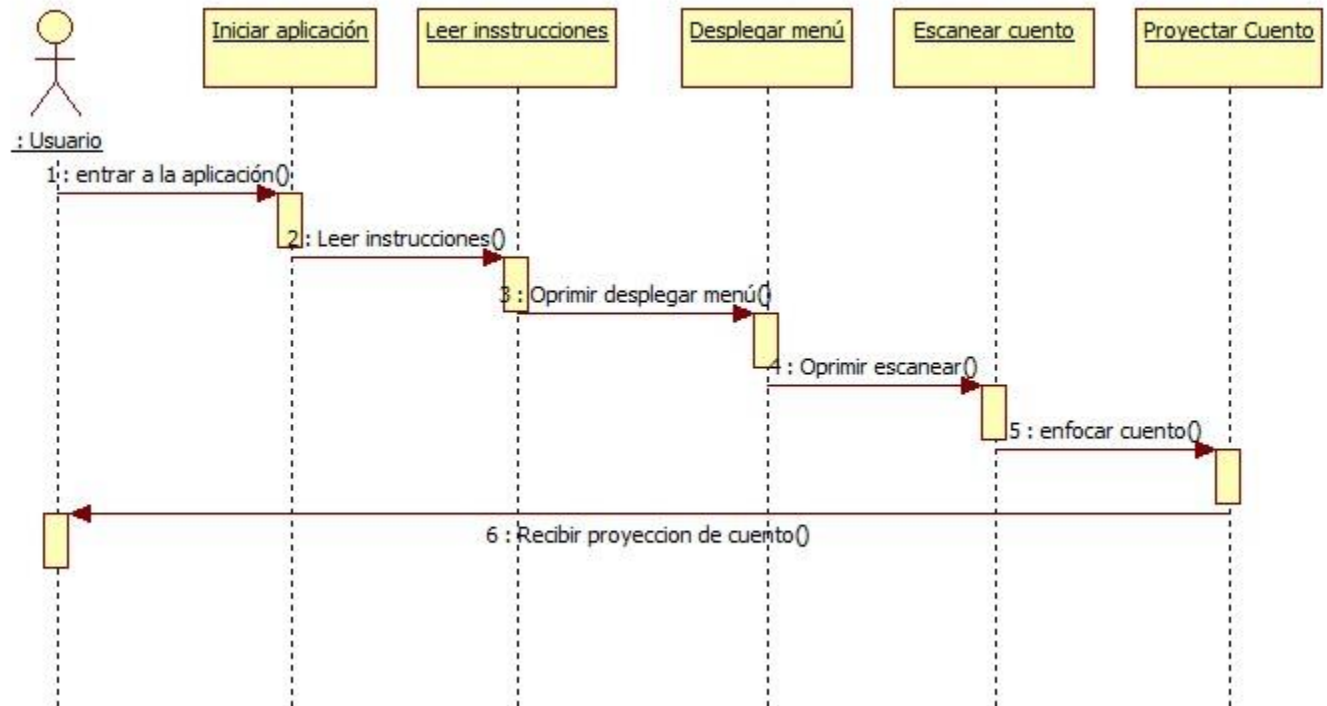 Iniciar aplicación
Leer insstrucciones
Desplegar menú
Escanear cuento
Proyectar Cuento
: Usuario
1 : entrar a la aplicación()
2 : Leer instrucciones()
3 : Oprimir desplegar menú()
4 : Oprimir escanear()
5 : enfocar cuento()
6 : Recibir proyeccion de cuento()